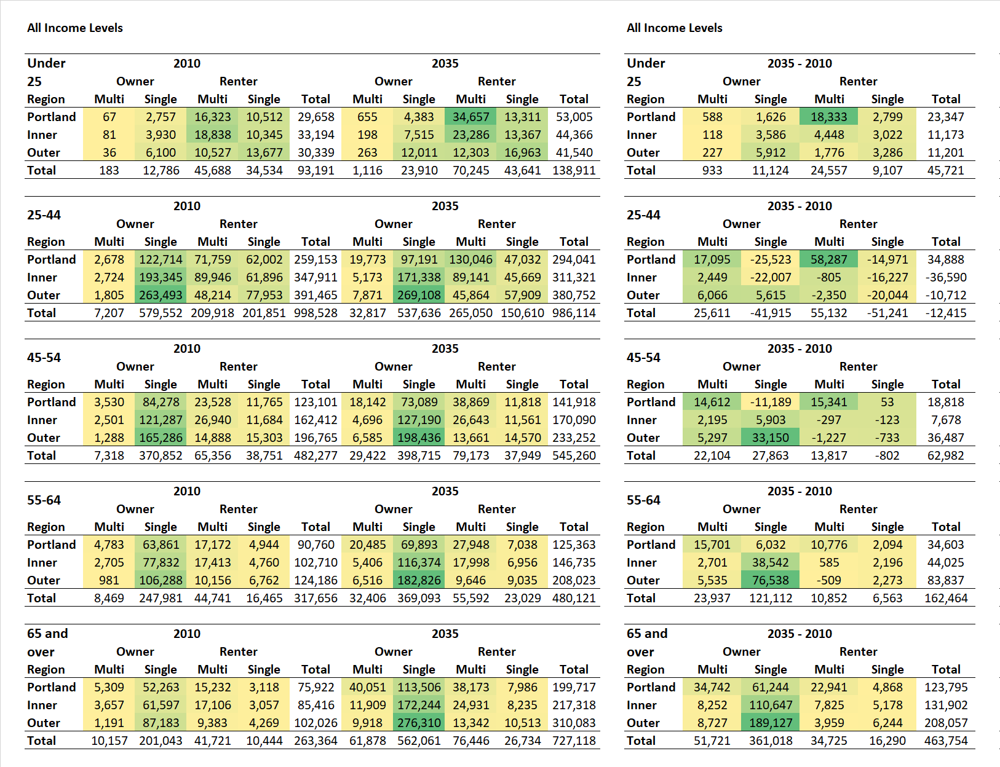 All Income Levels All Income Levels
Under 2010 2035 Under 2035 - 2010
25 Owner Renter Owner Renter 25 Owner Renter
Region Multi Single Multi Single Total Multi Single Multi Single Total Region Multi Single Multi Single Total
Portland 67 2,757 16,323 10,512 29,658 655 4,383 34,657 13,311 53,005 Portland 588 1,626 18,333 2,799 23,347
Inner 81 3,930 18,838 10,345 33,194 198 7,515 23,286 13,367 44,366 Inner 118 3,586 4,448 3,022 11,173
Outer 36 6,100 10,527 13,677 30,339 263 12,011 12,303 16,963 41,540 Outer 227 5,912 1,776 3,286 11,201
Total 183 12,786 45,688 34,534 93,191 1,116 23,910 70,245 43,641 138,911 Total 933 11,124 24,557 9,107 45,721
2010 2035 2035 - 2010
25-44 25-44
Owner Renter Owner Renter Owner Renter
Region Multi Single Multi Single Total Multi Single Multi Single Total Region Multi Single Multi Single Total
Portland 2,678 122,714 71,759 62,002 259,153 19,773 97,191 130,046 47,032 294,041 Portland 17,095 -25,523 58,287 -14,971 34,888
Inner 2,724 193,345 89,946 61,896 347,911 5,173 171,338 89,141 45,669 311,321 Inner 2,449 -22,007 -805 -16,227 -36,590
Outer 1,805 263,493 48,214 77,953 391,465 7,871 269,108 45,864 57,909 380,752 Outer 6,066 5,615 -2,350 -20,044 -10,712
Total 7,207 579,552 209,918 201,851 998,528 32,817 537,636 265,050 150,610 986,114 Total 25,611 -41,915 55,132 -51,241 -12,415
2010 2035 2035 - 2010
45-54 45-54
Owner Renter Owner Renter Owner Renter
Region Multi Single Multi Single Total Multi Single Multi Single Total Region Multi Single Multi Single Total
Portland 3,530 84,278 23,528 11,765 123,101 18,142 73,089 38,869 11,818 141,918 Portland 14,612 -11,189 15,341 53 18,818
Inner 2,501 121,287 26,940 11,684 162,412 4,696 127,190 26,643 11,561 170,090 Inner 2,195 5,903 -297 -123 7,678
Outer 1,288 165,286 14,888 15,303 196,765 6,585 198,436 13,661 14,570 233,252 Outer 5,297 33,150 -1,227 -733 36,487
Total 7,318 370,852 65,356 38,751 482,277 29,422 398,715 79,173 37,949 545,260 Total 22,104 27,863 13,817 -802 62,982
2010 2035 2035 - 2010
55-64 55-64
Owner Renter Owner Renter Owner Renter
Region Multi Single Multi Single Total Multi Single Multi Single Total Region Multi Single Multi Single Total
Portland 4,783 63,861 17,172 4,944 90,760 20,485 69,893 27,948 7,038 125,363 Portland 15,701 6,032 10,776 2,094 34,603
Inner 2,705 77,832 17,413 4,760 102,710 5,406 116,374 17,998 6,956 146,735 Inner 2,701 38,542 585 2,196 44,025
Outer 981 106,288 10,156 6,762 124,186 6,516 182,826 9,646 9,035 208,023 Outer 5,535 76,538 -509 2,273 83,837
Total 8,469 247,981 44,741 16,465 317,656 32,406 369,093 55,592 23,029 480,121 Total 23,937 121,112 10,852 6,563 162,464
65 and 2010 2035 65 and 2035 - 2010
over Owner Renter Owner Renter over Owner Renter
Region Multi Single Multi Single Total Multi Single Multi Single Total Region Multi Single Multi Single Total
Portland 5,309 52,263 15,232 3,118 75,922 40,051 113,506 38,173 7,986 199,717 Portland 34,742 61,244 22,941 4,868 123,795
Inner 3,657 61,597 17,106 3,057 85,416 11,909 172,244 24,931 8,235 217,318 Inner 8,252 110,647 7,825 5,178 131,902
Outer 1,191 87,183 9,383 4,269 102,026 9,918 276,310 13,342 10,513 310,083 Outer 8,727 189,127 3,959 6,244 208,057
Total 10,157 201,043 41,721 10,444 263,364 61,878 562,061 76,446 26,734 727,118 Total 51,721 361,018 34,725 16,290 463,754